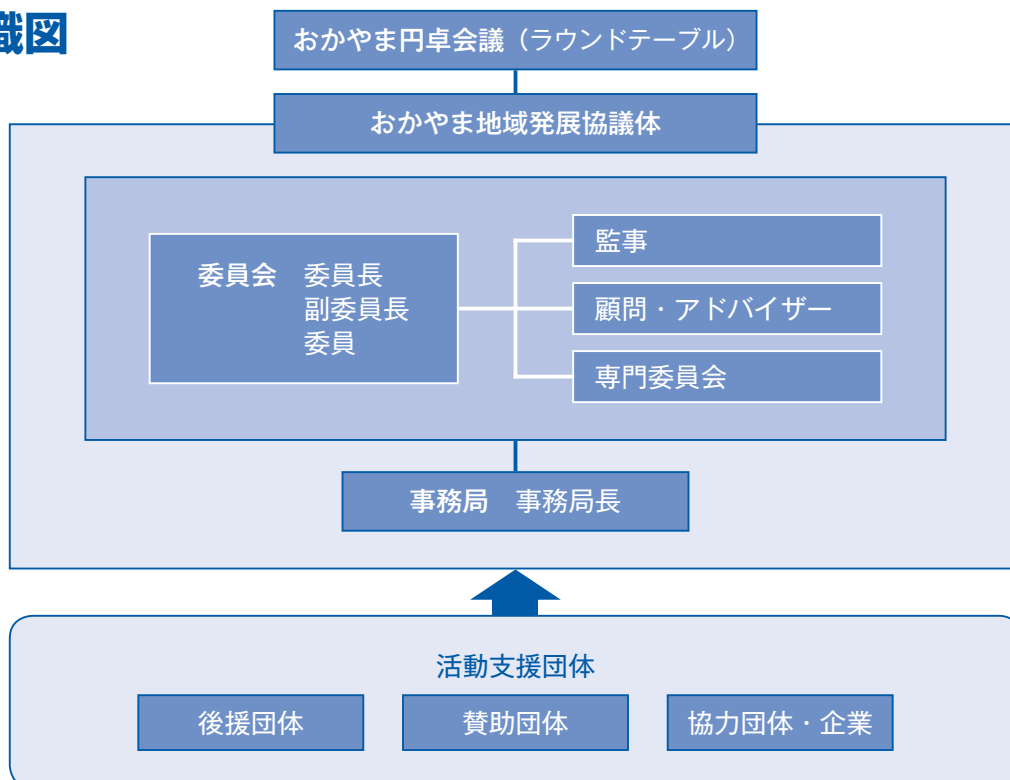 織図
おかやま円卓会議（ラウンドテーブル）
おかやま地域発展協議体
委員会　委員長
副委員長
委員
監事
顧問・アドバイザー
専門委員会
事務局　事務局長
活動支援団体
後援団体
賛助団体
協力団体・企業